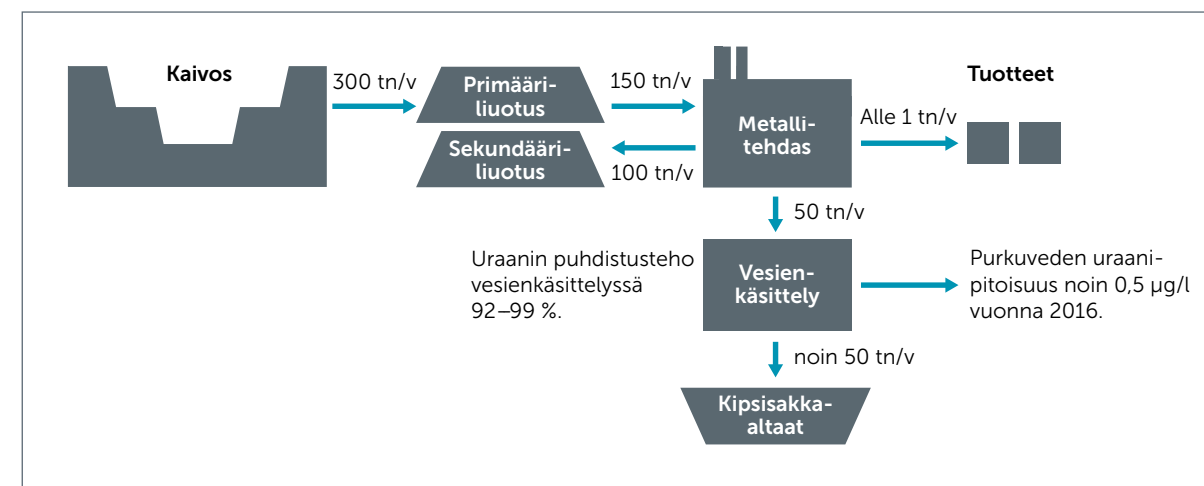 Kaivos
300 tn/v
Primääri-
liuotus
150 tn/v
Sekundääri-
liuotus
100 tn/v
Metalli-
tehdas
Alle 1 tn/v
Tuotteet
50 tn/v
Uraanin puhdistusteho
vesienkäsittelyssä
92–99 %.
Vesien-
käsittely
Purkuveden uraani-
pitoisuus noin 0,5 µg/l
vuonna 2016.
noin 50 tn/v
Kipsisakka-
altaat